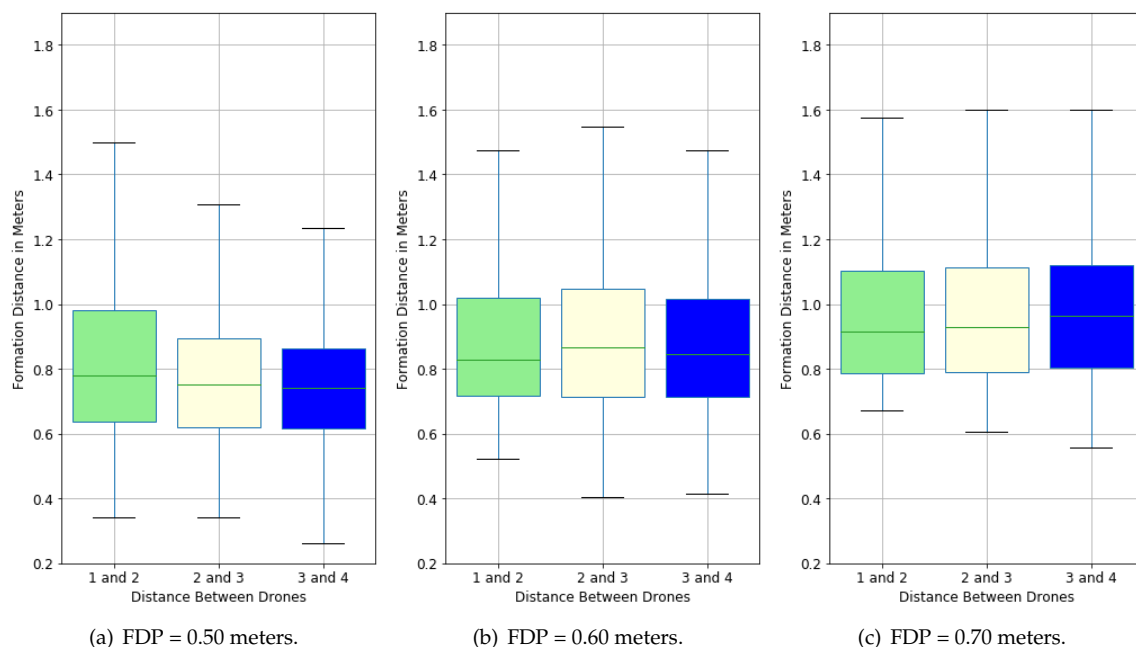 1.8
1.6
1.4
1.2
1.0
0.8
0.6
0.4
0.2
Formation Distance in Meters
1 and 2
2 and 3
3 and 4
Distance Between Drones
(a) FDP = 0.50 meters.
1.8
1.6
1.4
1.2
1.0
0.8
0.6
0.4
0.2
Formation Distance in Meters
1 and 2
2 and 3
3 and 4
Distance Between Drones
(b) FDP = 0.60 meters.
1.8
1.6
1.4
1.2
1.0
0.8
0.6
0.4
0.2
Formation Distance in Meters
1 and 2
2 and 3
3 and 4
Distance Between Drones
(c) FDP = 0.70 meters.